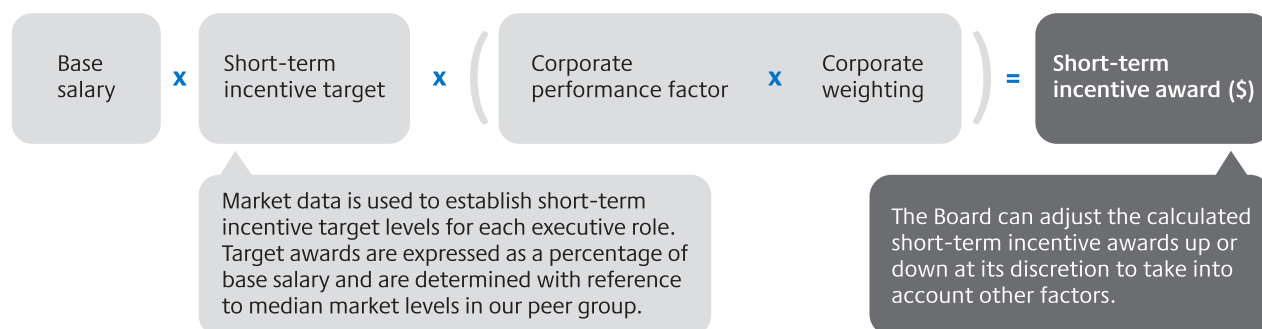 Base
salary
x
Short-term
incentive target
x
(
Corporate
performance factor
x
Corporate
weighting
)
=
Short-term
incentive award ($)
Market data is used to establish short-term
incentive target levels for each executive role.
Target awards are expressed as a percentage of
base salary and are determined with reference
to median market levels in our peer group.
The Board can adjust the calculated
short-term incentive awards up or
down at its discretion to take into
account other factors.